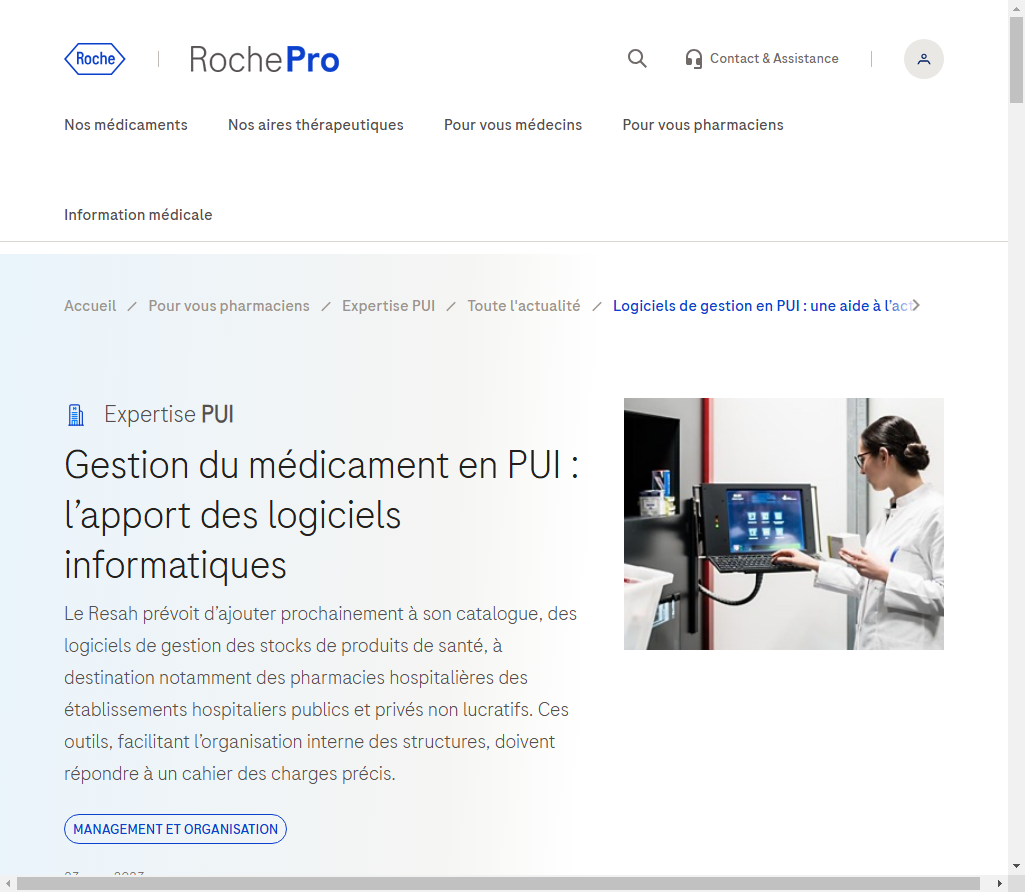 Roche
RochePro
Contact & Assistance
Nos médicaments
Nos aires thérapeutiques
Pour vous médecins
Pour vous pharmaciens
Information médicale
Accueil / Pour vous pharmaciens / Expertise PUI / Toute l'actualité / Logiciels de gestion en PUI : une aide à l'act
Expertise PUI
Gestion du médicament en PUI :
l’apport des logiciels
informatiques
Le Resah prévoit d’ajouter prochainement à son catalogue, des
logiciels de gestion des stocks de produits de santé, à
destination notamment des pharmacies hospitalières des
établissements hospitaliers publics et privés non lucratifs. Ces
outils, facilitant l’organisation interne des structures, doivent
répondre à un cahier des charges précis.
MANAGEMENT ET ORGANISATION